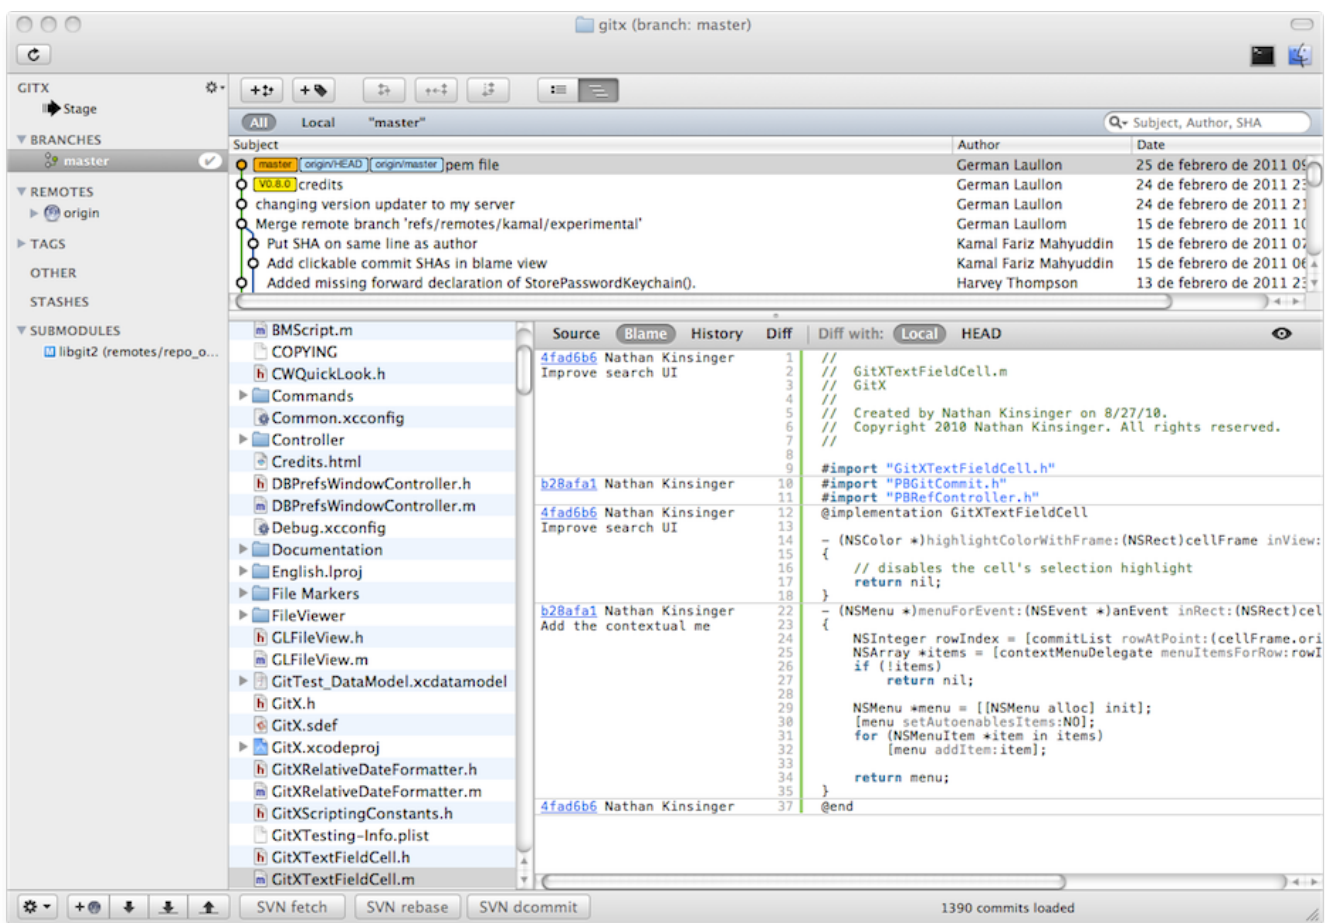 gitx (branch: master)
GITX
Stage
BRANCHES
master
REMOTES
origin
TAGS
OTHER
STASHES
SUBMODULES
libgit2 (remotes/repo_o...
All Local "master"
Subject, Author, SHA
Subject Author Date
master origin/HEAD origin/master pem file German Laullon 25 de febrero de 2011 09
V0.8.0 credits German Laullon 24 de febrero de 2011 23
changing version updater to my server German Laullon 24 de febrero de 2011 21
Merge remote branch 'refs/remotes/kamal/experimental' German Laullom 15 de febrero de 2011 10
Put SHA on same line as author Kamal Fariz Mahyuddin 15 de febrero de 2011 07
Add clickable commit SHAs in blame view Kamal Fariz Mahyuddin 15 de febrero de 2011 06
Added missing forward declaration of StorePasswordKeychain(). Harvey Thompson 13 de febrero de 2011 23
BMScript.m
COPYING
CWQuickLook.h
Commands
Common.xcconfig
Controller
Credits.html
DBPrefsWindowController.h
DBPrefsWindowController.m
Debug.xcconfig
Documentation
English.lproj
File Markers
FileViewer
GLFileView.h
GLFileView.m
GitTest_DataModel.xcdatamodel
GitX.h
GitX.sdef
GitX.xcodeproj
GitXRelativeDateFormatter.h
GitXRelativeDateFormatter.m
GitXScriptingConstants.h
GitXTesting-Info.plist
GitXTextFieldCell.h
GitXTextFieldCell.m
Source Blame History Diff Diff with: Local HEAD
4fad6b6 Nathan Kinsinger 1 //
Improve search UI 2 // GitXTextFieldCell.m
3 // GitX
4 //
5 // Created by Nathan Kinsinger on 8/27/10.
6 // Copyright 2010 Nathan Kinsinger. All rights reserved.
7 //
8
9 #import "GitXTextFieldCell.h"
b28afa1 Nathan Kinsinger 10 #import "PBGitCommit.h"
11 #import "PBRefController.h"
4fad6b6 Nathan Kinsinger 12 @implementation GitXTextFieldCell
Improve search UI 13
14 - (NSColor *)highlightColorWithFrame:(NSRect)cellFrame inView:
15 {
16 // disables the cell's selection highlight
17 return nil;
18 }
b28afa1 Nathan Kinsinger 22 - (NSMenu *)menuForEvent:(NSEvent *)anEvent inRect:(NSRect)cel
Add the contextual me 23 {
24 NSInteger rowIndex = [commitList rowAtPoint:(cellFrame.ori
25 NSArray *items = [contextMenuDelegate menuItemsForRow:rowI
26 if (!items)
27 return nil;
28
29 NSMenu *menu = [[NSMenu alloc] init];
30 [menu setAutoenablesItems:NO];
31 for (NSMenuItem *item in items)
32 [menu addItem:item];
33
34 return menu;
35 }
4fad6b6 Nathan Kinsinger 37 @end
SVN fetch SVN rebase SVN dcommit
1390 commits loaded